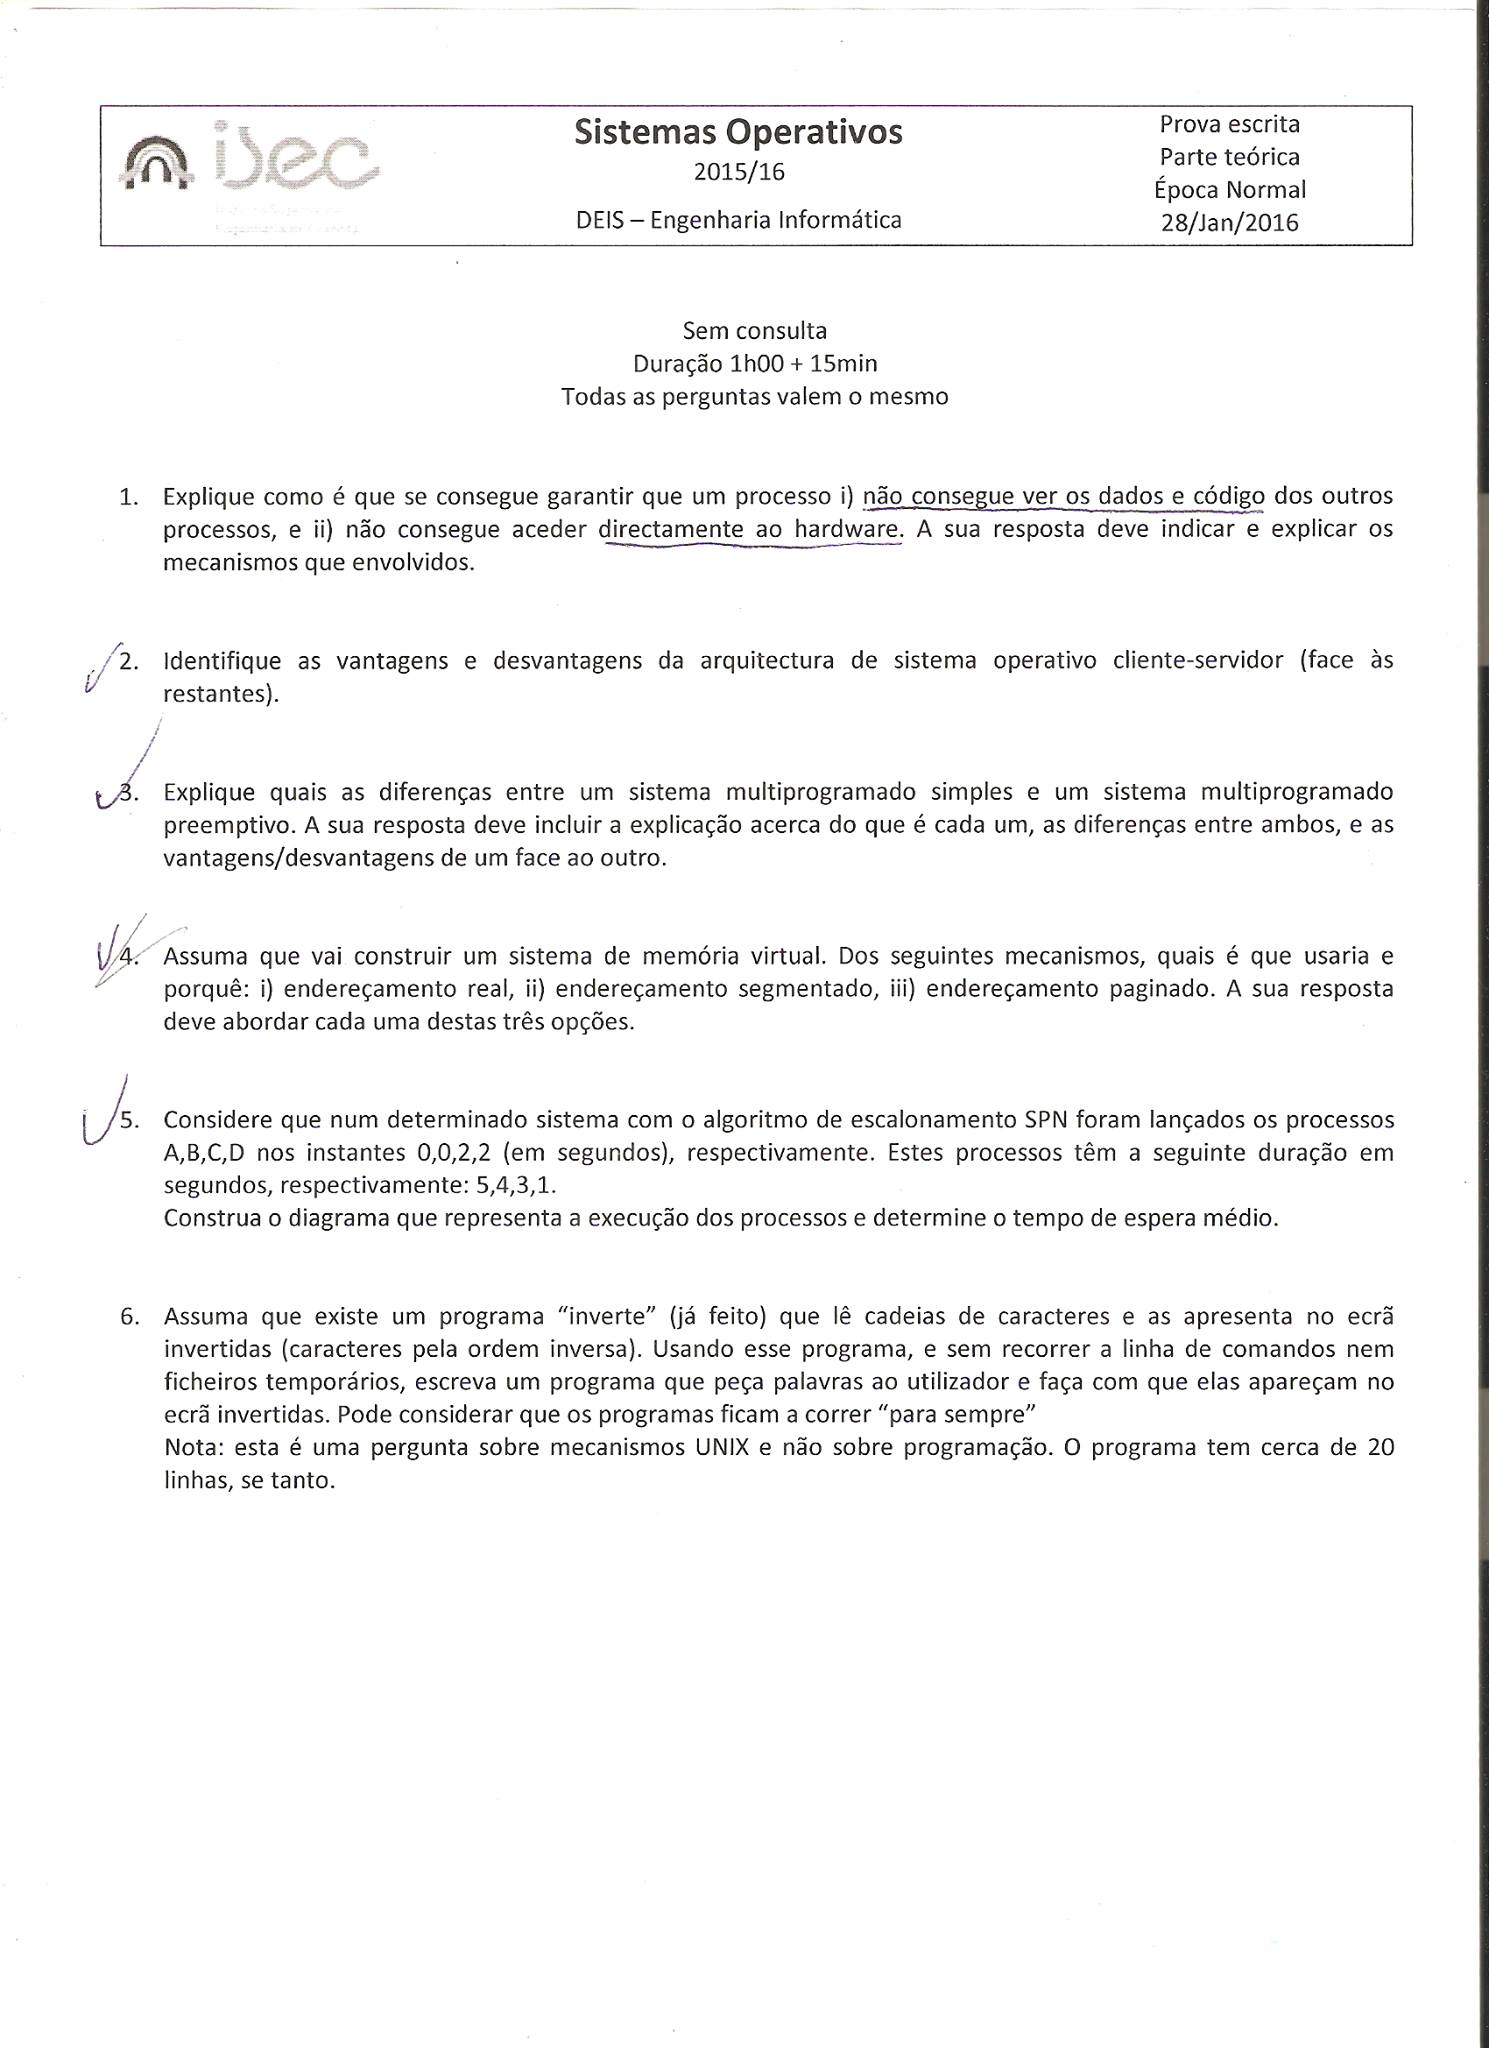 isec
Sistemas Operativos
2015/16
DEIS – Engenharia Informática
Prova escrita
Parte teórica
Época Normal
28/Jan/2016
Sem consulta
Duração 1h00 + 15min
Todas as perguntas valem o mesmo
1. Explique como é que se consegue garantir que um processo i) não consegue ver os dados e código dos outros
processos, e ii) não consegue aceder directamente ao hardware. A sua resposta deve indicar e explicar os
mecanismos que envolvidos.
2. Identifique as vantagens e desvantagens da arquitectura de sistema operativo cliente-servidor (face às
restantes).
3. Explique quais as diferenças entre um sistema multiprogramado simples e um sistema multiprogramado
preemptivo. A sua resposta deve incluir a explicação acerca do que é cada um, as diferenças entre ambos, e as
vantagens/desvantagens de um face ao outro.
4. Assuma que vai construir um sistema de memória virtual. Dos seguintes mecanismos, quais é que usaria e
porquê: i) endereçamento real, ii) endereçamento segmentado, iii) endereçamento paginado. A sua resposta
deve abordar cada uma destas três opções.
5. Considere que num determinado sistema com o algoritmo de escalonamento SPN foram lançados os processos
A,B,C,D nos instantes 0,0,2,2 (em segundos), respectivamente. Estes processos têm a seguinte duração em
segundos, respectivamente: 5,4,3,1.
Construa o diagrama que representa a execução dos processos e determine o tempo de espera médio.
6. Assuma que existe um programa “inverte” (já feito) que lê cadeias de caracteres e as apresenta no ecrã
invertidas (caracteres pela ordem inversa). Usando esse programa, e sem recorrer a linha de comandos nem
ficheiros temporários, escreva um programa que peça palavras ao utilizador e faça com que elas apareçam no
ecrã invertidas. Pode considerar que os programas ficam a correr “para sempre”
Nota: esta é uma pergunta sobre mecanismos UNIX e não sobre programação. O programa tem cerca de 20
linhas, se tanto.